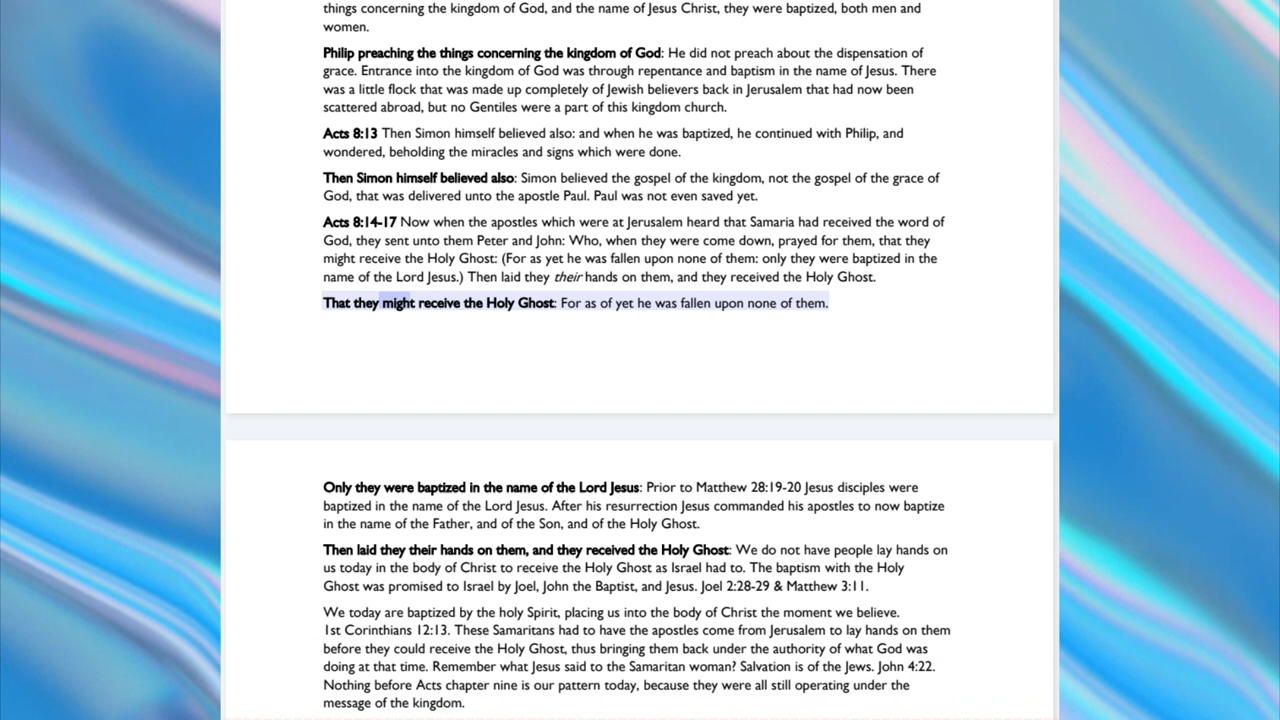 things concerning the kingdom of God, and the name of Jesus Christ, they were baptized, both men and
women.
Philip preaching the things concerning the kingdom of God: He did not preach about the dispensation of
grace. Entrance into the kingdom of God was through repentance and baptism in the name of Jesus. There
was a little flock that was made up completely of Jewish believers back in Jerusalem that had now been
scattered abroad, but no Gentiles were a part of this kingdom church.
Acts 8:13 Then Simon himself believed also: and when he was baptized, he continued with Philip, and
wondered, beholding the miracles and signs which were done.
Then Simon himself believed also: Simon believed the gospel of the kingdom, not the gospel of the grace of
God, that was delivered unto the apostle Paul. Paul was not even saved yet.
Acts 8:14-17 Now when the apostles which were at Jerusalem heard that Samaria had received the word of
God, they sent unto them Peter and John: Who, when they were come down, prayed for them, that they
might receive the Holy Ghost: (For as yet he was fallen upon none of them: only they were baptized in the
name of the Lord Jesus.) Then laid they their hands on them, and they received the Holy Ghost.
That they might receive the Holy Ghost: For as of yet he was fallen upon none of them.
Only they were baptized in the name of the Lord Jesus: Prior to Matthew 28:19-20 Jesus disciples were
baptized in the name of the Lord Jesus. After his resurrection Jesus commanded his apostles to now baptize
in the name of the Father, and of the Son, and of the Holy Ghost.
Then laid they their hands on them, and they received the Holy Ghost: We do not have people lay hands on
us today in the body of Christ to receive the Holy Ghost as Israel had to. The baptism with the Holy
Ghost was promised to Israel by Joel, John the Baptist, and Jesus. Joel 2:28-29 & Matthew 3:11.
We today are baptized by the holy Spirit, placing us into the body of Christ the moment we believe.
1st Corinthians 12:13. These Samaritans had to have the apostles come from Jerusalem to lay hands on them
before they could receive the Holy Ghost, thus bringing them back under the authority of what God was
doing at that time. Remember what Jesus said to the Samaritan woman? Salvation is of the Jews. John 4:22.
Nothing before Acts chapter nine is our pattern today, because they were all still operating under the
message of the kingdom.